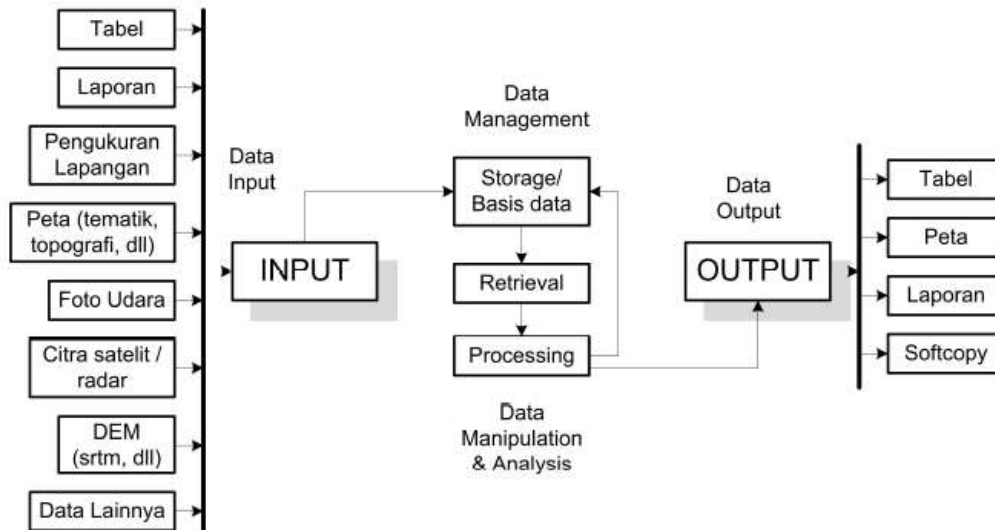 Tabel
Laporan
Pengukuran
Lapangan
Peta (tematik,
topografi, dll)
Foto Udara
Citra satelit /
radar
DEM
(srtm, dll)
Data Lainnya
Data
Input
INPUT
Data
Management
Storage/
Basis data
Retrieval
Processing
Data
Manipulation
& Analysis
Data
Output
OUTPUT
Tabel
Peta
Laporan
Softcopy